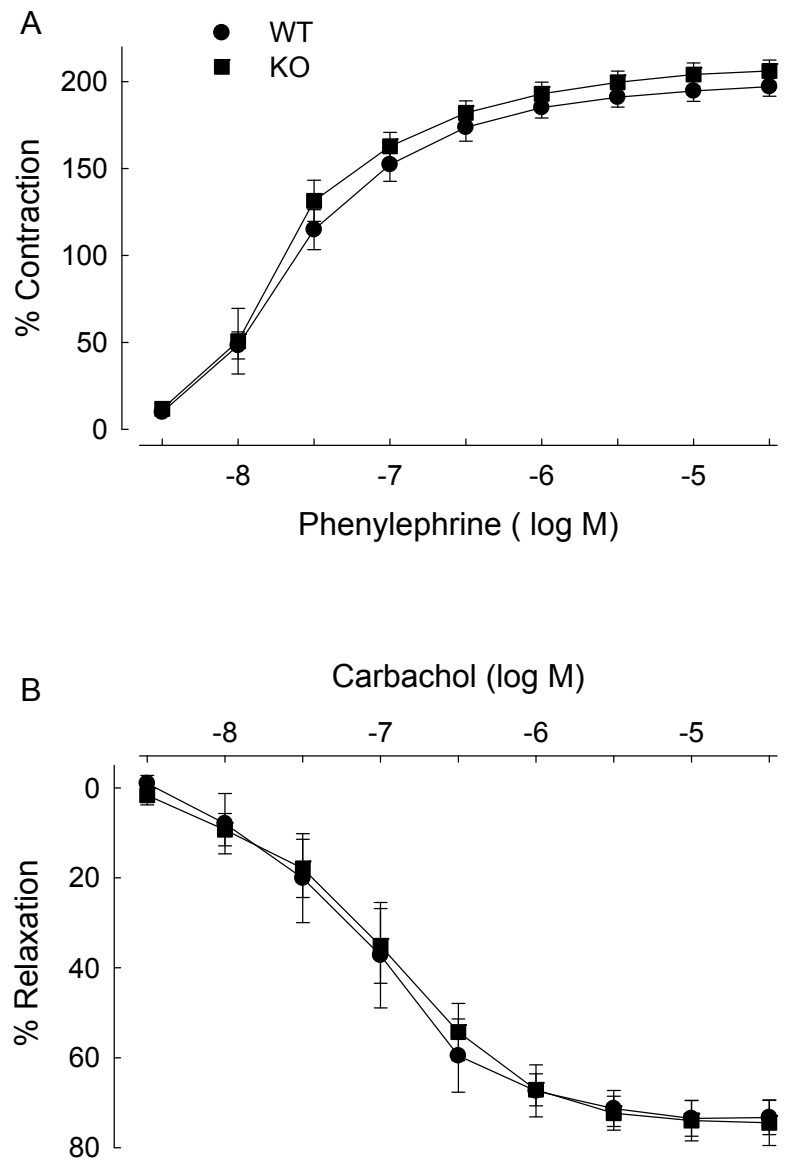 A
WT
KO
200
150
100
50
0
% Contraction
-8 -7 -6 -5
Phenylephrine ( log M)
B
Carbachol (log M)
-8 -7 -6 -5
0
20
40
60
80
% Relaxation